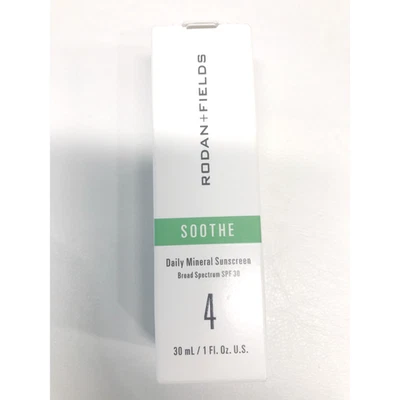 RODAN+FIELDS
SOOTHE
Daily Mineral Sunscreen
Broad Spectrum SPF 30
4
30 mL / 1 Fl. Oz. U.S.